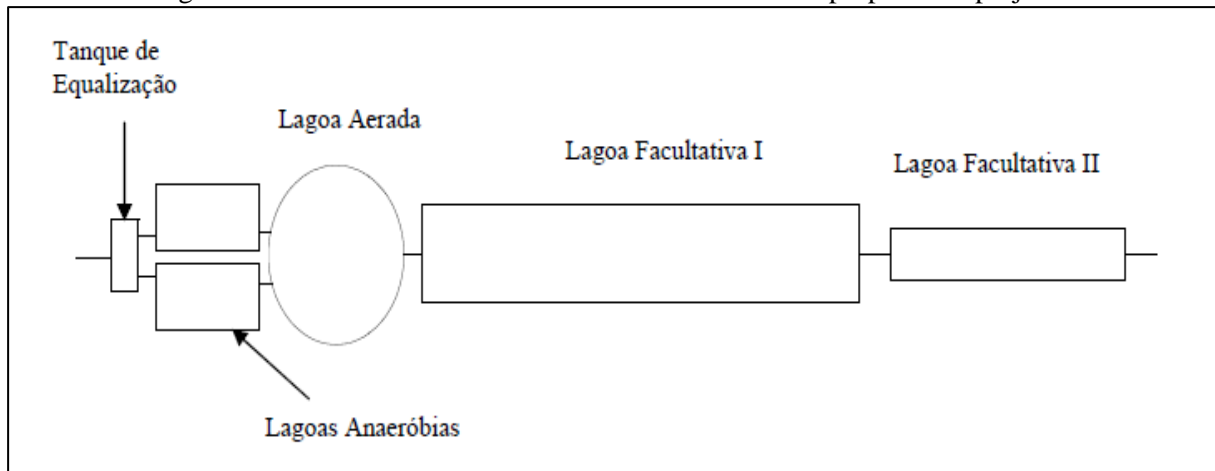 Tanque de
Equalização
Lagoa Aerada
Lagoa Facultativa I
Lagoa Facultativa II
Lagoas Anaeróbias